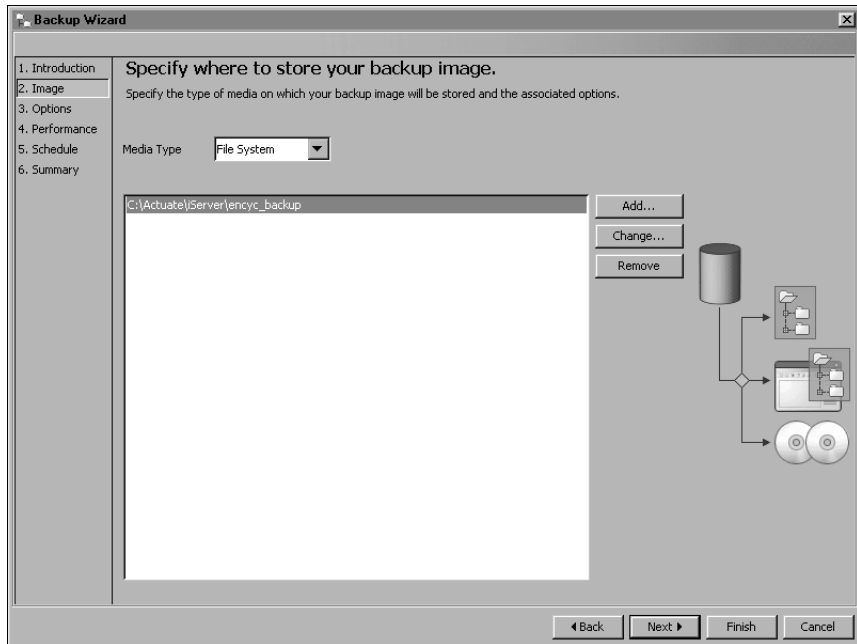 Backup Wizard
1. Introduction
2. Image
3. Options
4. Performance
5. Schedule
6. Summary
Specify where to store your backup image.
Specify the type of media on which your backup image will be stored and the associated options.
Media Type File System
C:\Actuate\iServer\encyc_backup
Add...
Change...
Remove
Back Next Finish Cancel